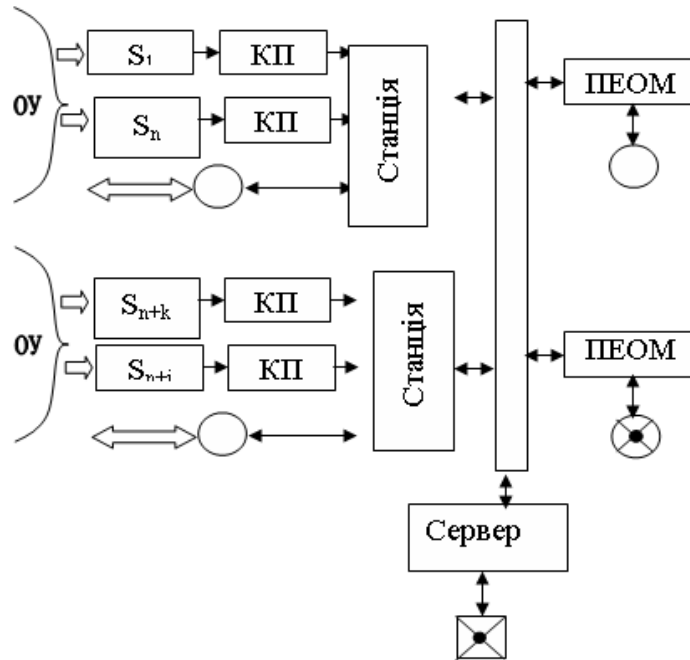 S₁
КП
ПЕОМ
ОУ
Sₙ
КП
Станція
Sₙ₊ₖ
КП
ОУ
Станція
ПЕОМ
Sₙ₊ᵢ
КП
Сервер